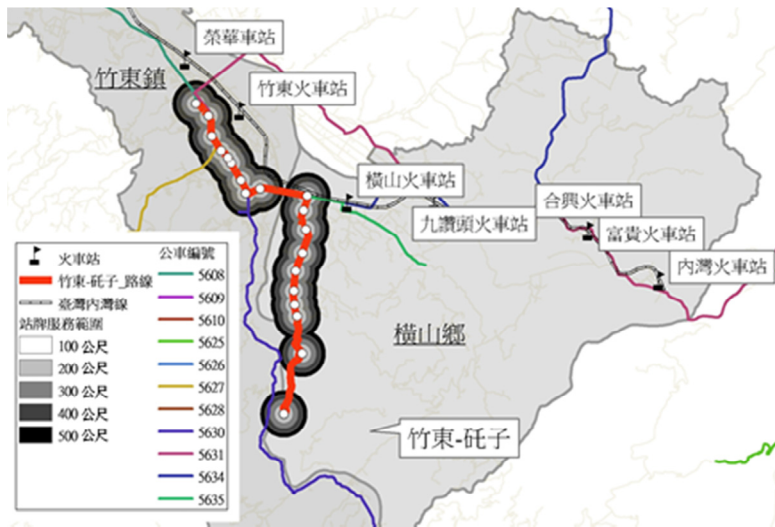 榮華車站
竹東鎮
竹東火車站
橫山火車站
九讚頭火車站
合興火車站
富貴火車站
內灣火車站
橫山鄉
竹東-矺子
火車站
竹東-矺子_路線
臺灣內灣線
站牌服務範圍
100 公尺
200 公尺
300 公尺
400 公尺
500 公尺
公車編號
5608
5609
5610
5625
5626
5627
5628
5630
5631
5634
5635